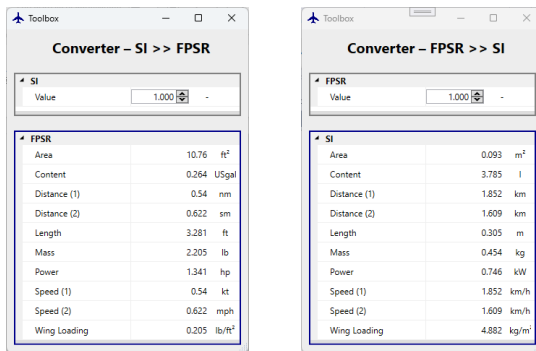 Toolbox
Converter – SI >> FPSR
SI
Value 1.000 -
FPSR
Area 10.76 ft²
Content 0.264 USgal
Distance (1) 0.54 nm
Distance (2) 0.622 sm
Length 3.281 ft
Mass 2.205 lb
Power 1.341 hp
Speed (1) 0.54 kt
Speed (2) 0.622 mph
Wing Loading 0.205 lb/ft²
Toolbox
Converter – FPSR >> SI
FPSR
Value 1.000 -
SI
Area 0.093 m²
Content 3.785 l
Distance (1) 1.852 km
Distance (2) 1.609 km
Length 0.305 m
Mass 0.454 kg
Power 0.746 kW
Speed (1) 1.852 km/h
Speed (2) 1.609 km/h
Wing Loading 4.882 kg/m²